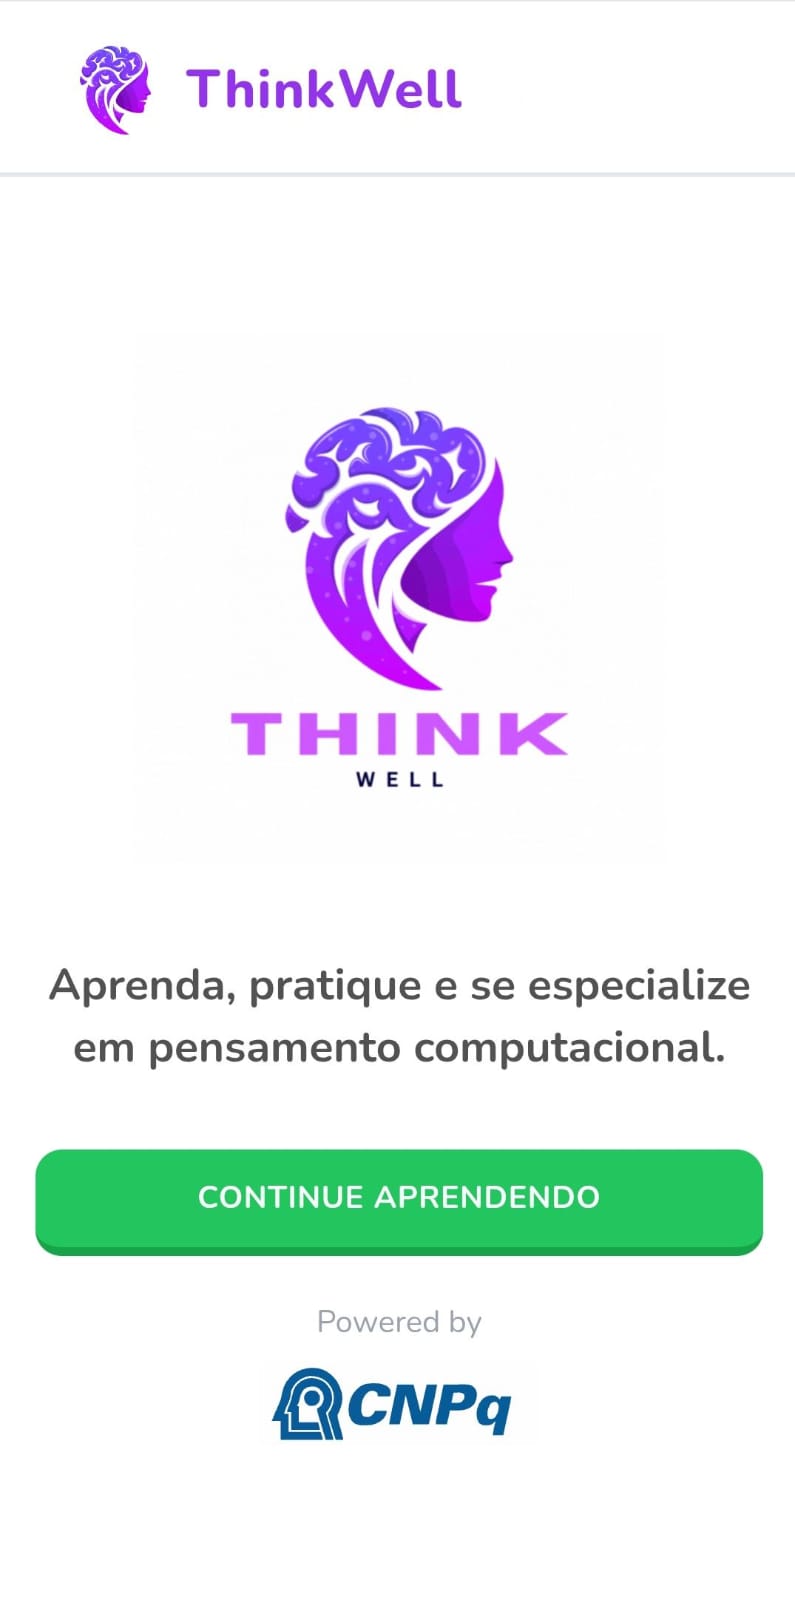 ThinkWell
THINK
WELL
Aprenda, pratique e se especialize
em pensamento computacional.
CONTINUE APRENDENDO
Powered by
CNPq